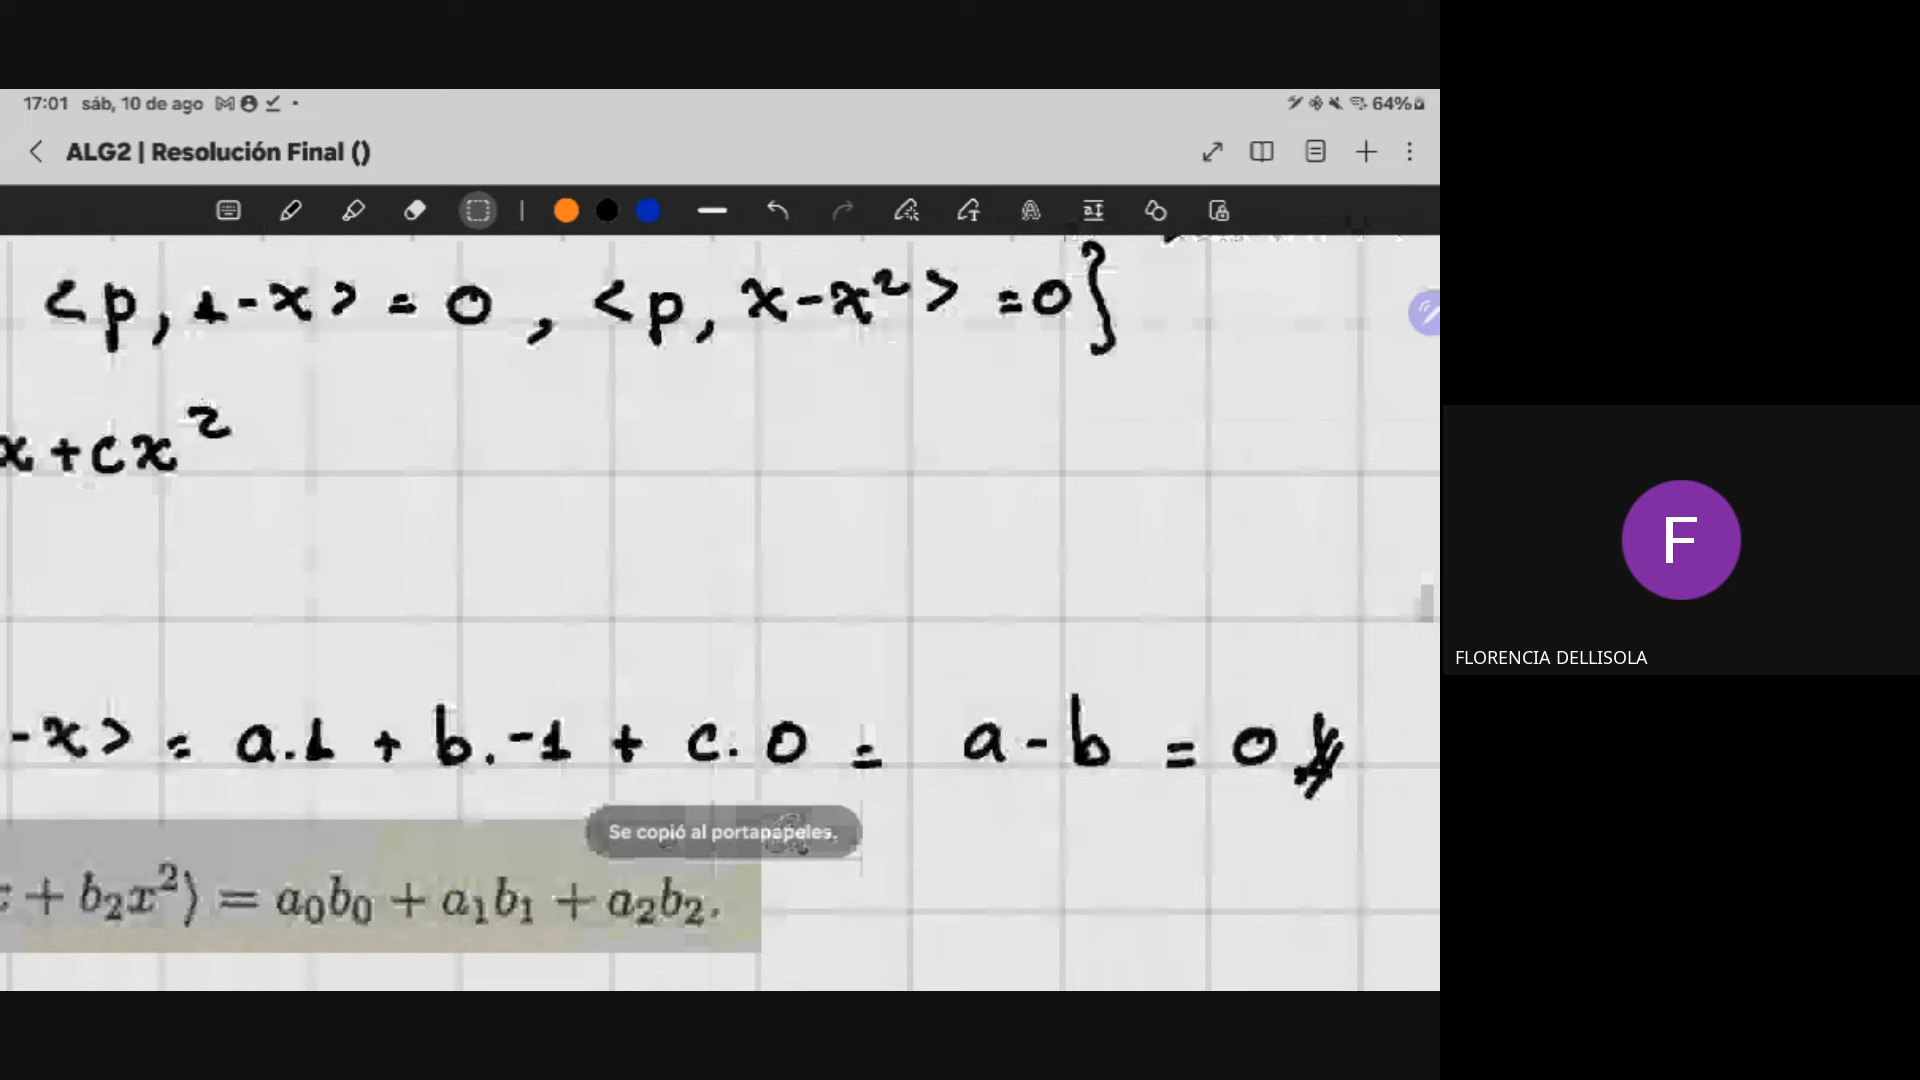 17:01 sáb, 10 de ago 64%
ALG2 | Resolución Final ()
<p, 1-x> = 0, <p, x-x²> = 0}
x+cx²
F
FLORENCIA DELLISOLA
-x> = a.1 + b.-1 + c.0 = a-b = 0
Se copió al portapapeles.
+ b₂x²⟩ = a₀b₀ + a₁b₁ + a₂b₂.